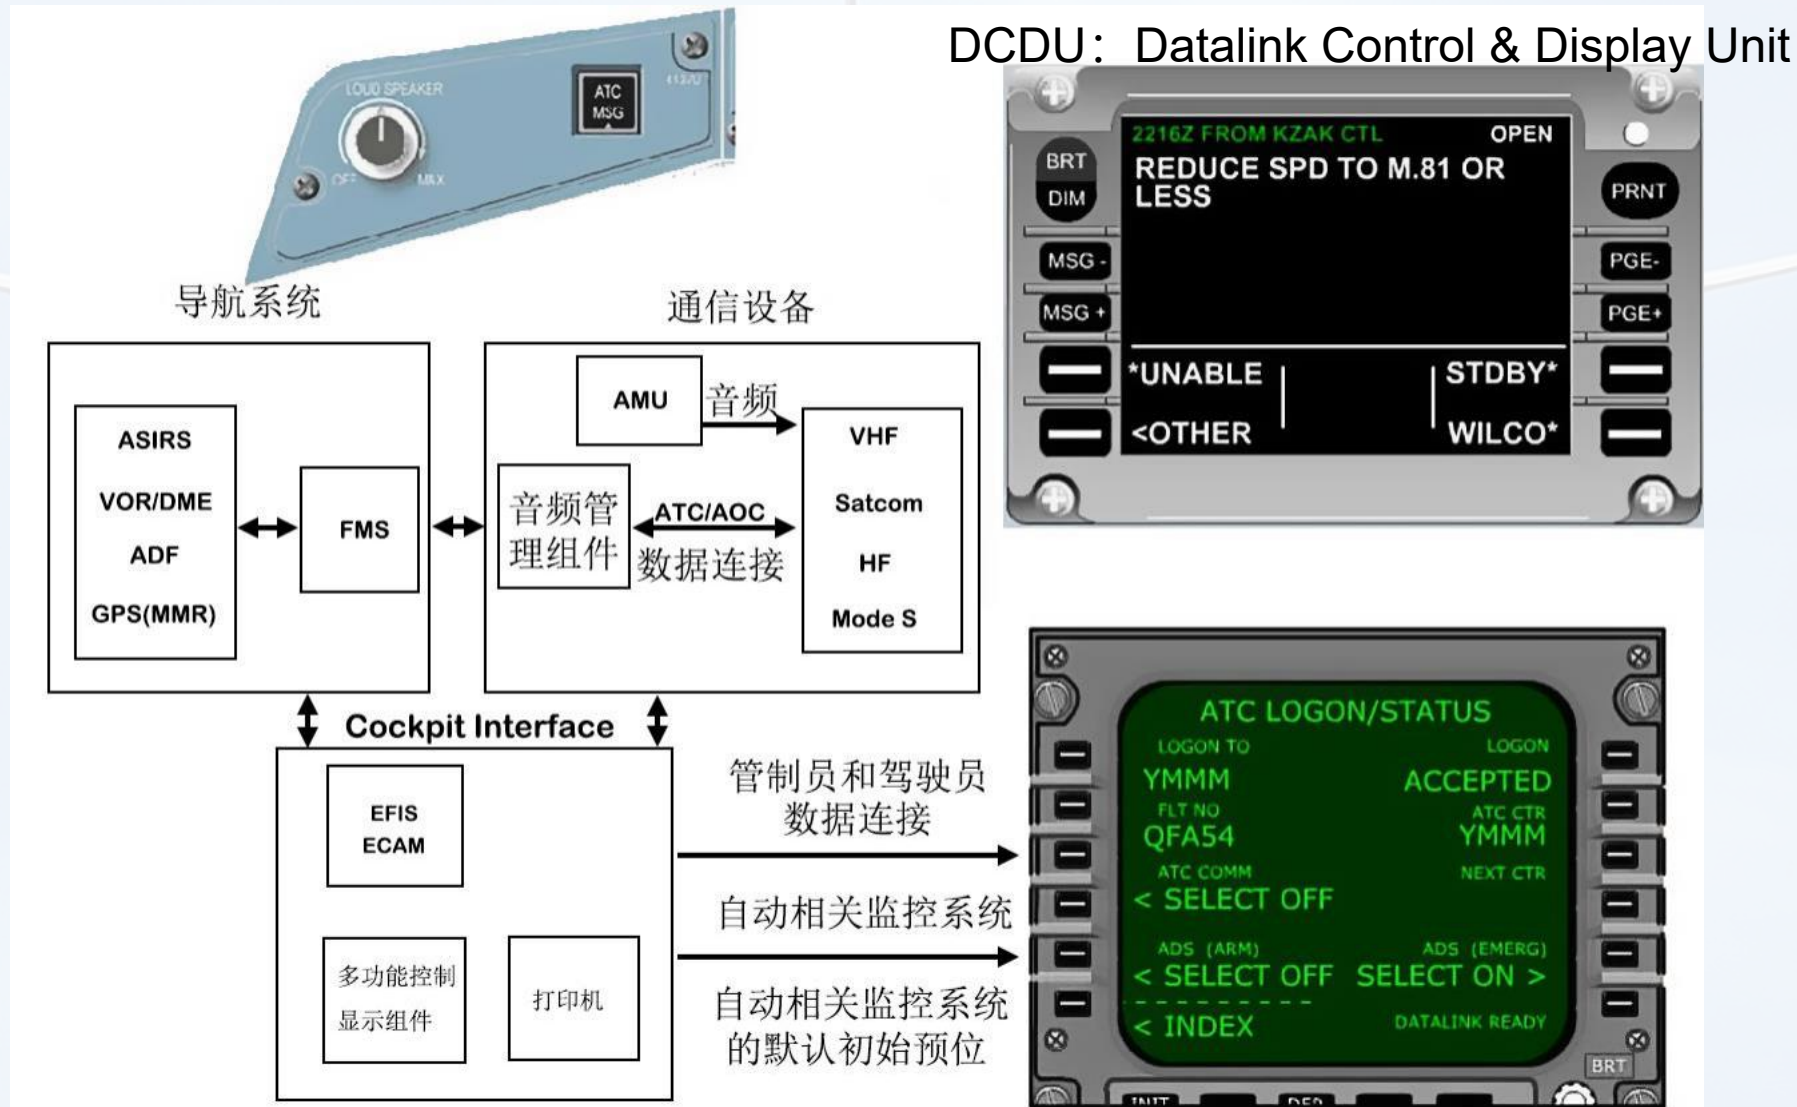 DCDU：Datalink Control & Display Unit
LOUD SPEAKER
OFF
MAX
ATC
MSG
2216Z FROM KZAK CTL
OPEN
REDUCE SPD TO M.81 OR
LESS
BRT
DIM
PRNT
MSG -
PGE-
MSG +
PGE+
*UNABLE
STDBY*
<OTHER
WILCO*
导航系统
通信设备
ASIRS
VOR/DME
ADF
GPS(MMR)
FMS
AMU
音频
音频管
理组件
ATC/AOC
数据连接
VHF
Satcom
HF
Mode S
Cockpit Interface
EFIS
ECAM
多功能控制
显示组件
打印机
管制员和驾驶员
数据连接
自动相关监控系统
自动相关监控系统
的默认初始预位
ATC LOGON/STATUS
LOGON TO
LOGON
YMMM
ACCEPTED
FLT NO
ATC CTR
QFA54
YMMM
ATC COMM
NEXT CTR
< SELECT OFF
ADS (ARM)
ADS (EMERG)
< SELECT OFF
SELECT ON >
----------
< INDEX
DATALINK READY
BRT